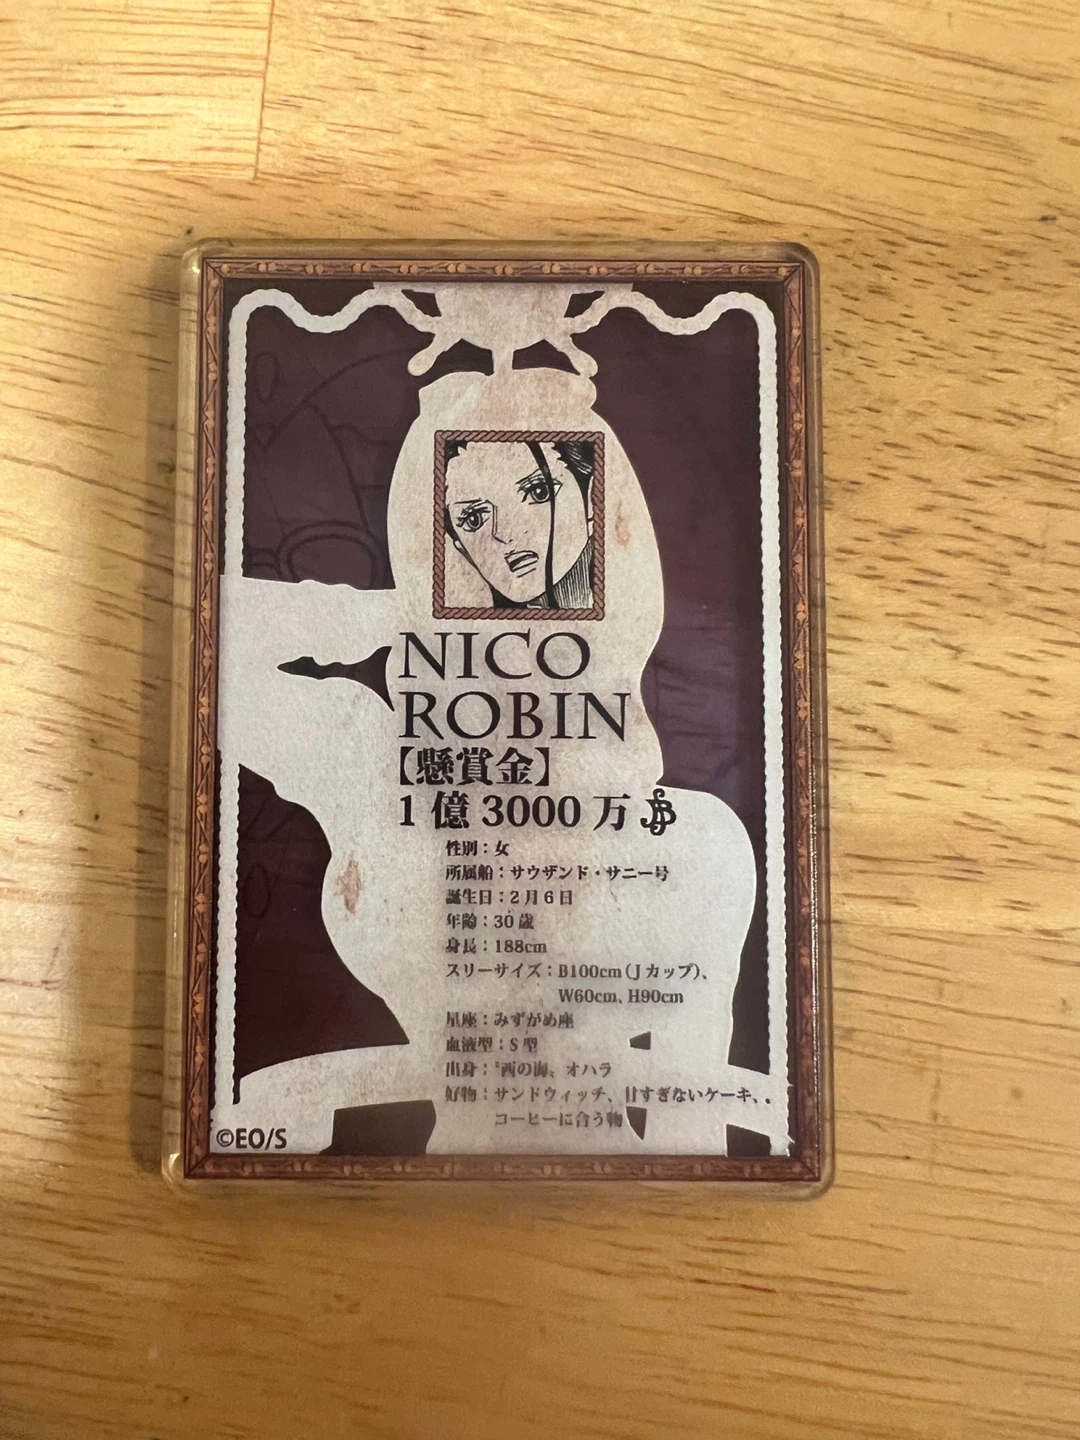 NICO
ROBIN
【懸賞金】
1億3000万
性別：女
所属船：サウザンド・サニー号
誕生日：2月6日
年齢：30歳
身長：188cm
スリーサイズ：B100cm(Jカップ)、
W60cm、H90cm
星座：みずがめ座
血液型：S型
出身："西の海、オハラ
好物：サンドウィッチ、甘すぎないケーキ、.
コーヒーに合う物
©EO/S